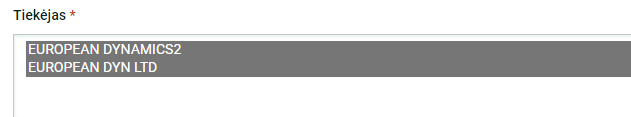 Tiekėjas *
EUROPEAN DYNAMICS2
EUROPEAN DYN LTD